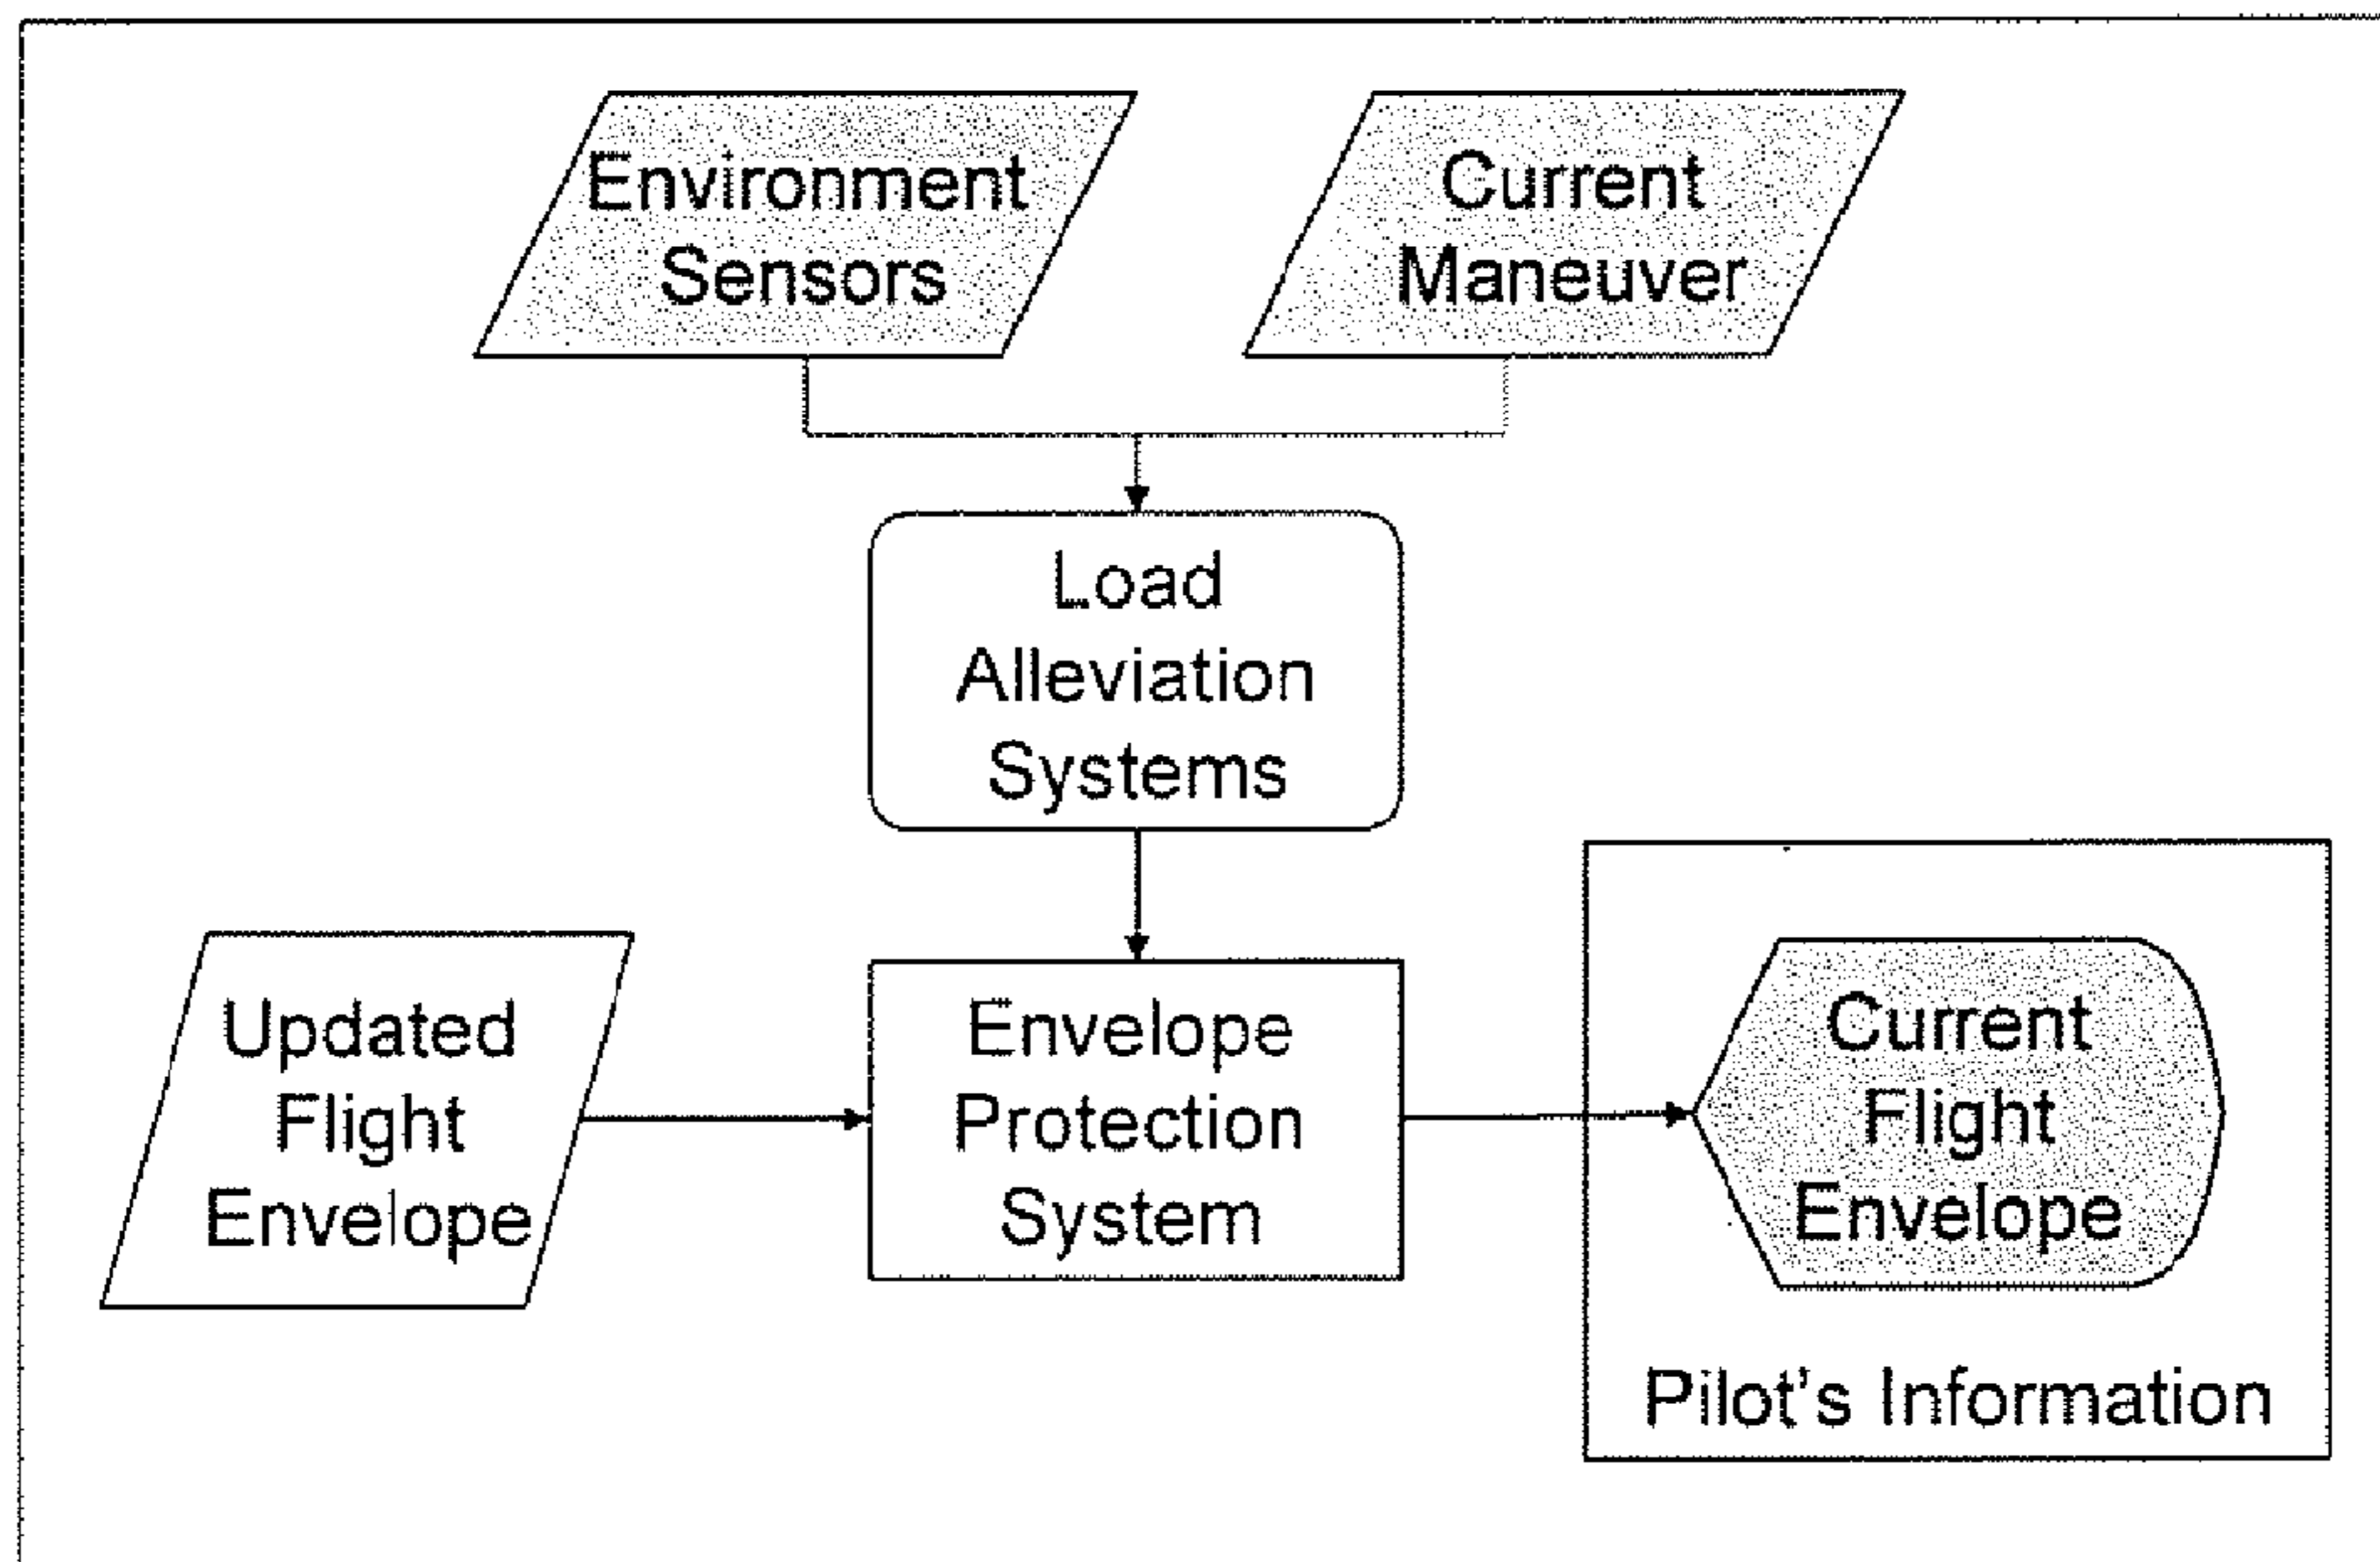 Environment
Sensors
Current
Maneuver
Load
Alleviation
Systems
Updated
Flight
Envelope
Envelope
Protection
System
Current
Flight
Envelope
Pilot's Information